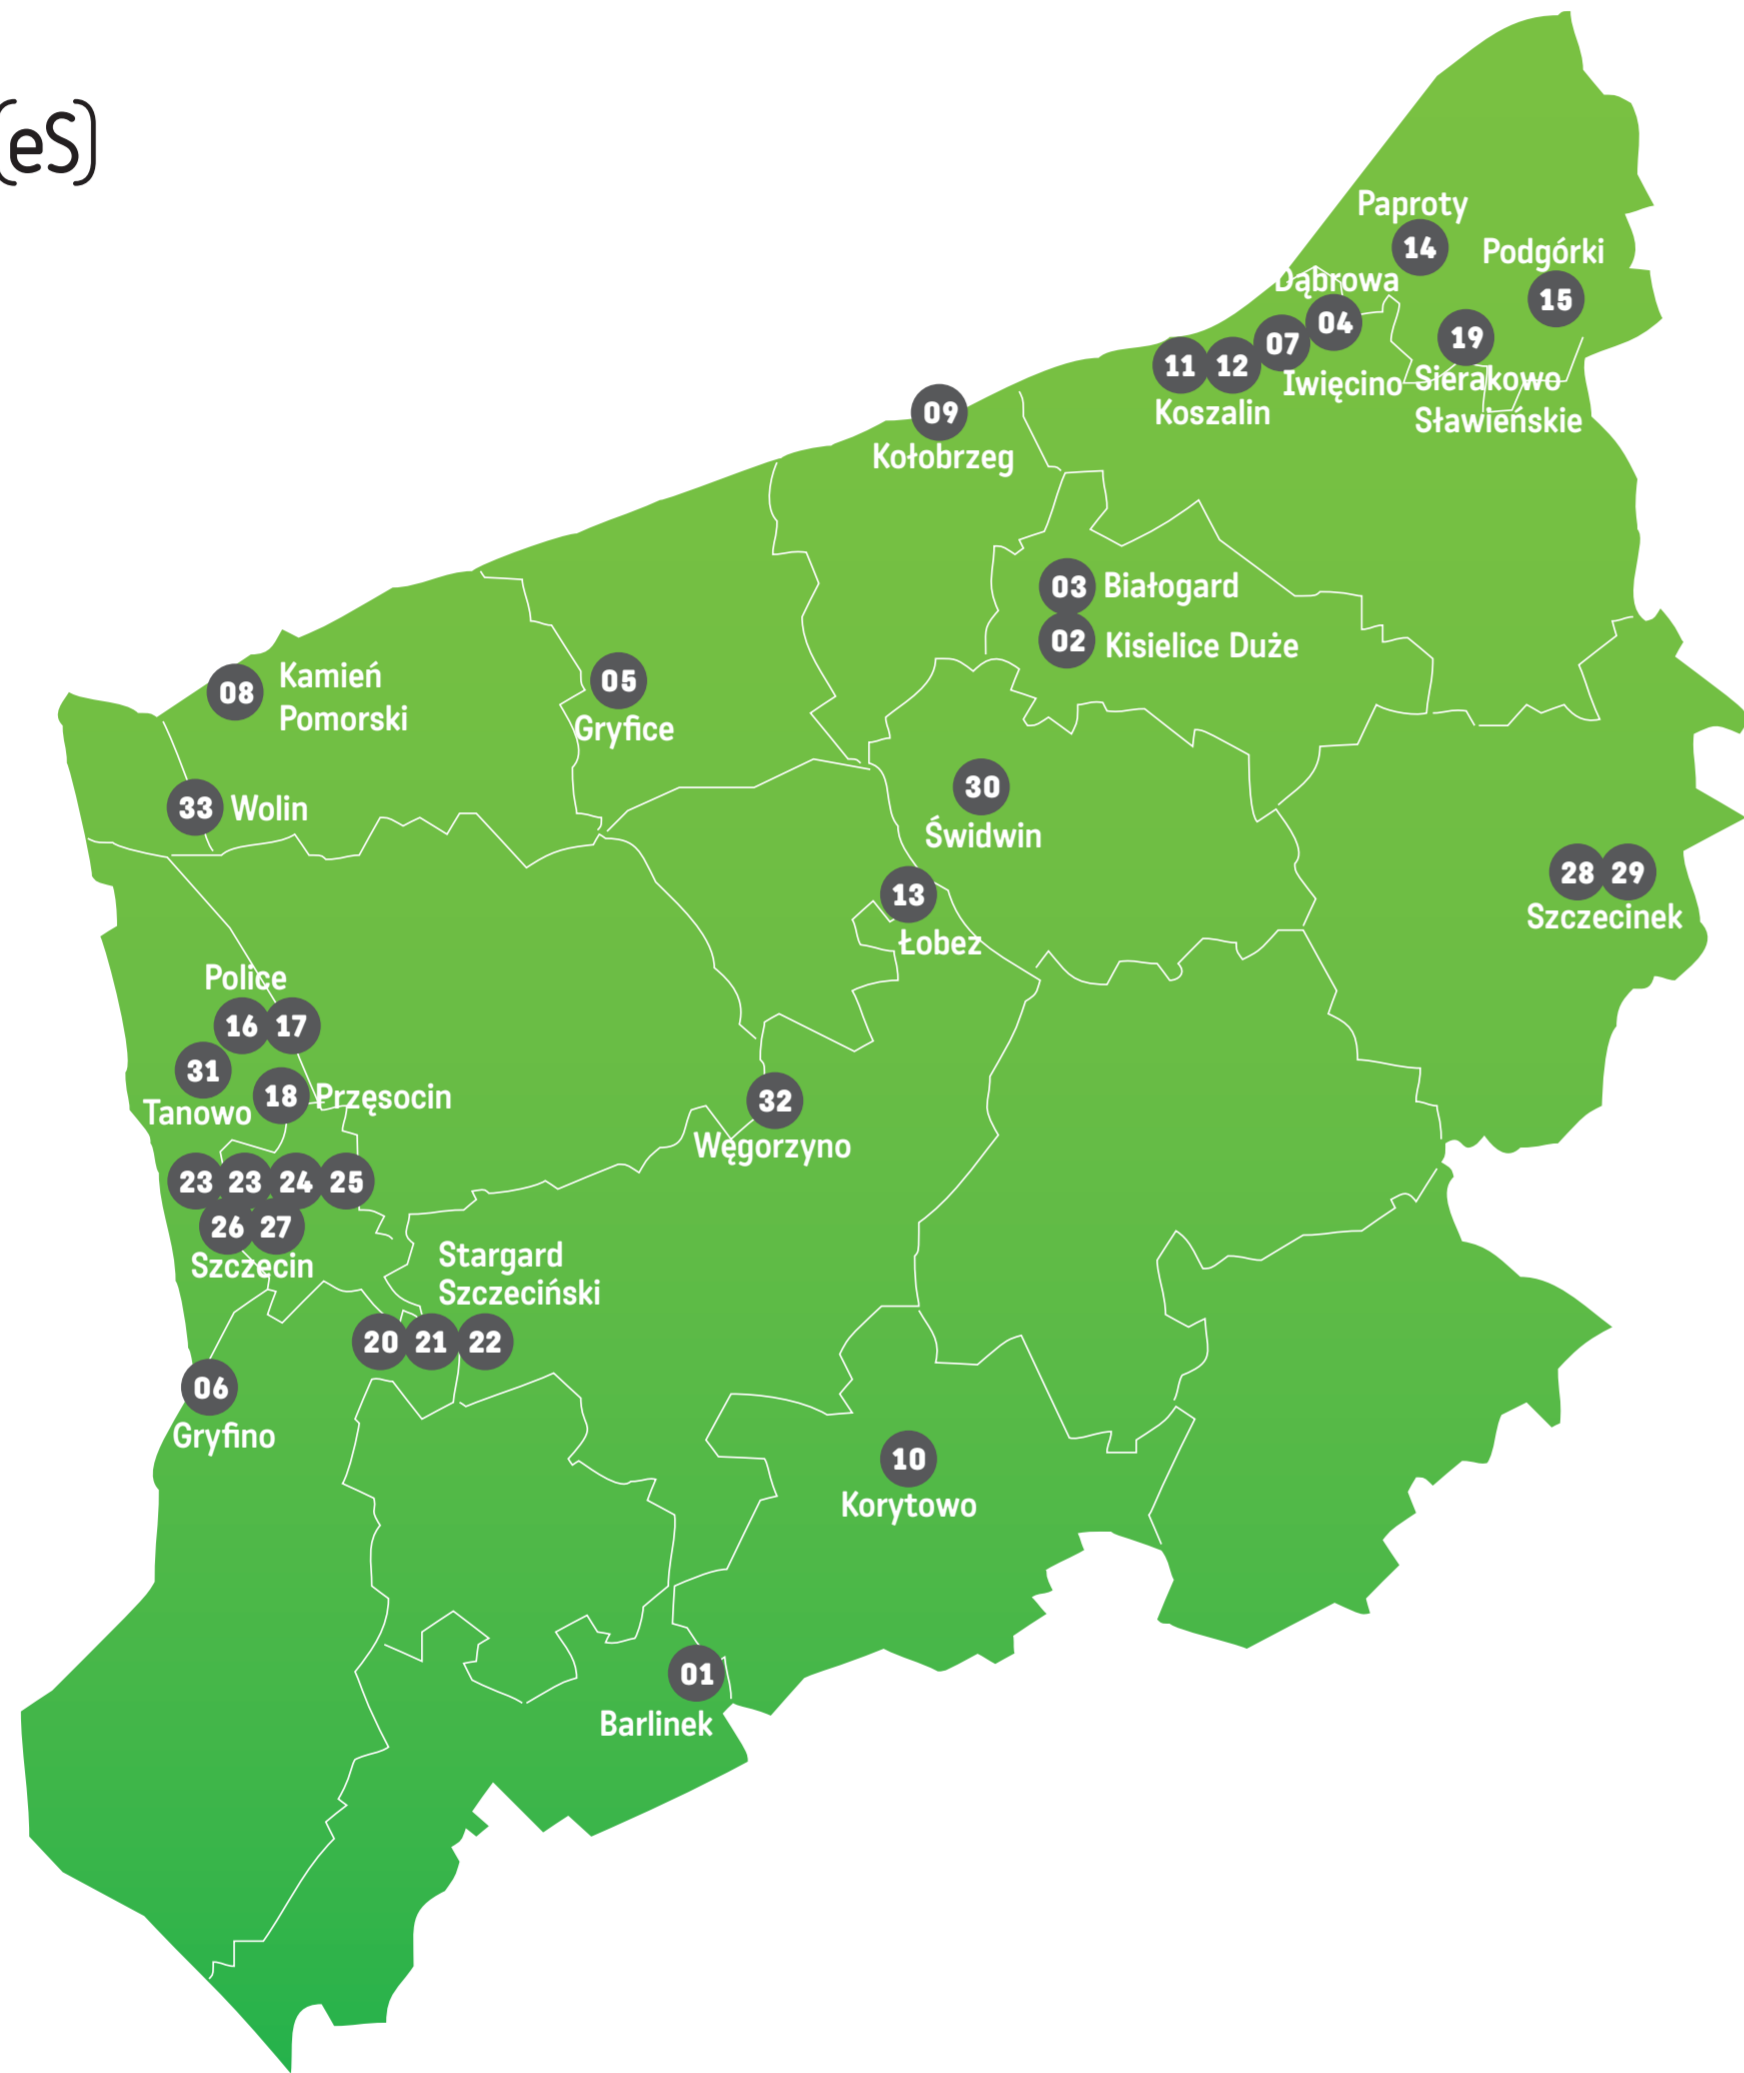 (eS)
Paproty
14
Podgórki
15
Dąbrowa
04
07
19
11 12
Iwięcino
Sierakowo
Sławieńskie
Koszalin
09
Kołobrzeg
03 Białogard
02 Kisielice Duże
08 Kamień
Pomorski
05
Gryfice
33 Wolin
30
Świdwin
13
Łobez
28 29
Szczecinek
Police
16 17
31
Tanowo
18 Przęsocin
32
Węgorzyno
23 23 24 25
26 27
Szczecin
Stargard
Szczeciński
20 21 22
06
Gryfino
10
Korytowo
01
Barlinek